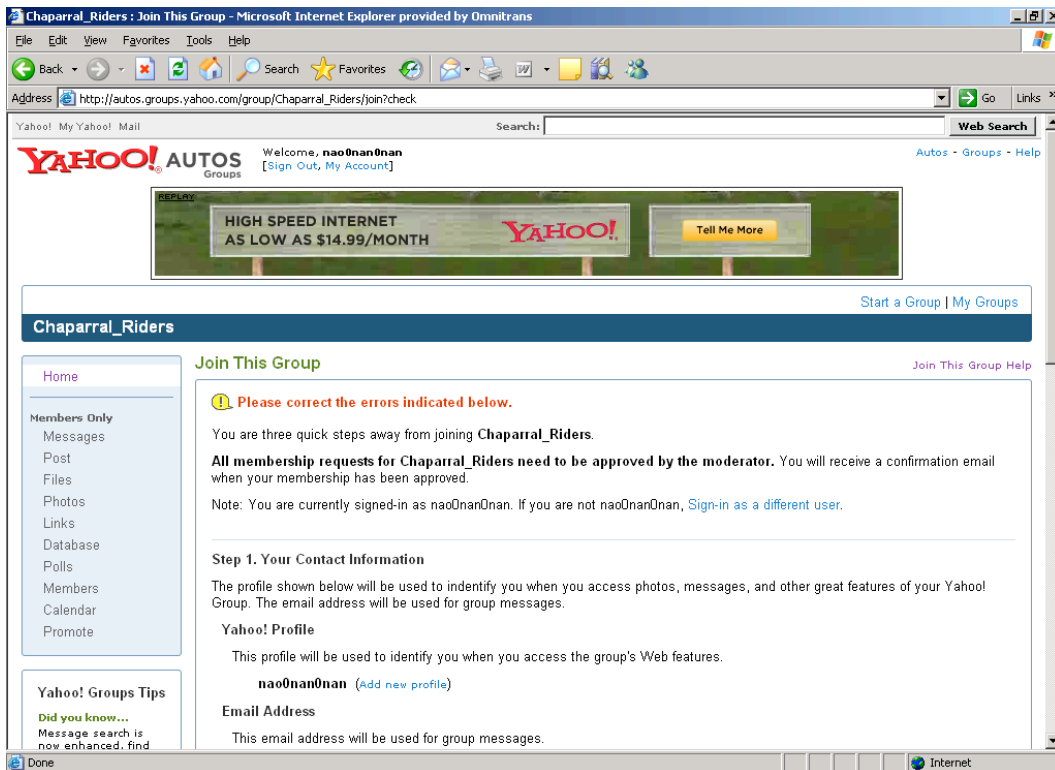 Chaparral_Riders : Join This Group - Microsoft Internet Explorer provided by Omnitrans
File Edit View Favorites Tools Help
Back Search Favorites
Address http://autos.groups.yahoo.com/group/Chaparral_Riders/join?check Go Links »
Yahoo! My Yahoo! Mail Search: Web Search
YAHOO! AUTOS Groups
Welcome, nao0nan0nan
[Sign Out, My Account]
Autos - Groups - Help
REPLAY
HIGH SPEED INTERNET
AS LOW AS $14.99/MONTH
YAHOO!
Tell Me More
Start a Group | My Groups
Chaparral_Riders
Home
Members Only
Messages
Post
Files
Photos
Links
Database
Polls
Members
Calendar
Promote
Yahoo! Groups Tips
Did you know...
Message search is
now enhanced, find
Join This Group
Join This Group Help
Please correct the errors indicated below.
You are three quick steps away from joining Chaparral_Riders.
All membership requests for Chaparral_Riders need to be approved by the moderator. You will receive a confirmation email
when your membership has been approved.
Note: You are currently signed-in as nao0nan0nan. If you are not nao0nan0nan, Sign-in as a different user.
Step 1. Your Contact Information
The profile shown below will be used to indentify you when you access photos, messages, and other great features of your Yahoo!
Group. The email address will be used for group messages.
Yahoo! Profile
This profile will be used to identify you when you access the group's Web features.
nao0nan0nan (Add new profile)
Email Address
This email address will be used for group messages.
Done
Internet